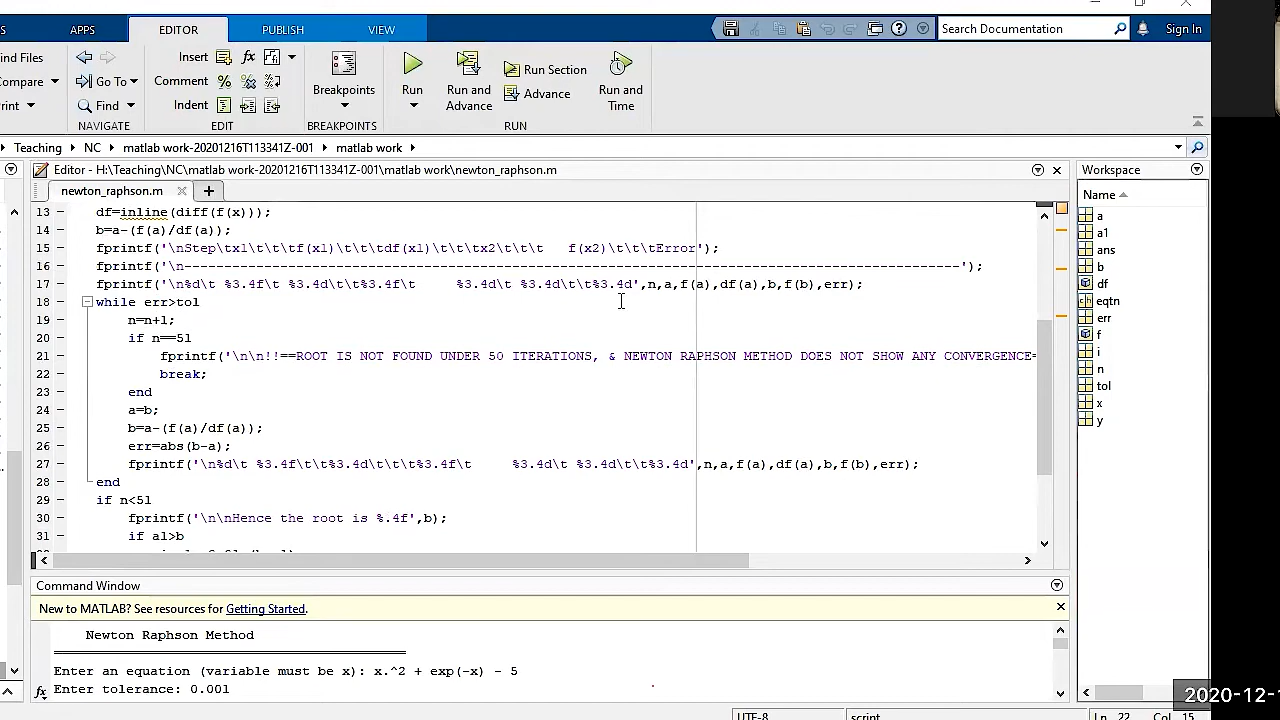 S APPS EDITOR PUBLISH VIEW Search Documentation Sign In
ind Files Insert fx Run Section
ompare Go To Comment % Breakpoints Run Run and Advance Advance Run and Time
rint Find Indent
NAVIGATE EDIT BREAKPOINTS RUN
Teaching NC matlab work-20201216T113341Z-001 matlab work
Editor - H:\Teaching\NC\matlab work-20201216T113341Z-001\matlab work\newton_raphson.m
newton_raphson.m
13 - df=inline(diff(f(x)));
14 - b=a-(f(a)/df(a));
15 - fprintf('\nStep\tx1\t\t\tf(x1)\t\t\tdf(x1)\t\t\tx2\t\t\t   f(x2)\t\t\tError');
16 - fprintf('\n-------------------------------------------------------------------------------------------------');
17 - fprintf('\n%d\t %3.4f\t %3.4d\t\t%3.4f\t     %3.4d\t %3.4d\t\t%3.4d',n,a,f(a),df(a),b,f(b),err);
18 - while err>tol
19 - n=n+1;
20 - if n==51
21 - fprintf('\n\n!!==ROOT IS NOT FOUND UNDER 50 ITERATIONS, & NEWTON RAPHSON METHOD DOES NOT SHOW ANY CONVERGENCE=
22 - break;
23 - end
24 - a=b;
25 - b=a-(f(a)/df(a));
26 - err=abs(b-a);
27 - fprintf('\n%d\t %3.4f\t\t%3.4d\t\t\t%3.4f\t     %3.4d\t %3.4d\t\t%3.4d',n,a,f(a),df(a),b,f(b),err);
28 - end
29 - if n<51
30 - fprintf('\n\nHence the root is %.4f',b);
31 - if a1>b
Workspace
Name
a
a1
ans
b
df
eqtn
err
f
i
n
tol
x
y
Command Window
New to MATLAB? See resources for Getting Started.
Newton Raphson Method
Enter an equation (variable must be x): x.^2 + exp(-x) - 5
fx Enter tolerance: 0.001
2020-12-1
UTF-8 script Ln 22 Col 15